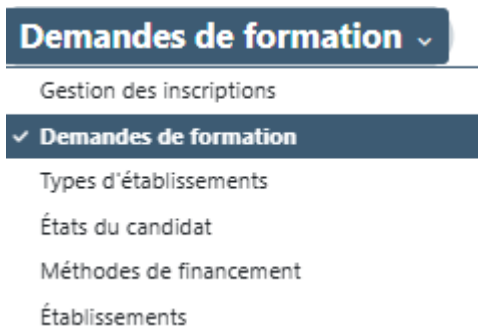 Demandes de formation
Gestion des inscriptions
Demandes de formation
Types d'établissements
États du candidat
Méthodes de financement
Établissements